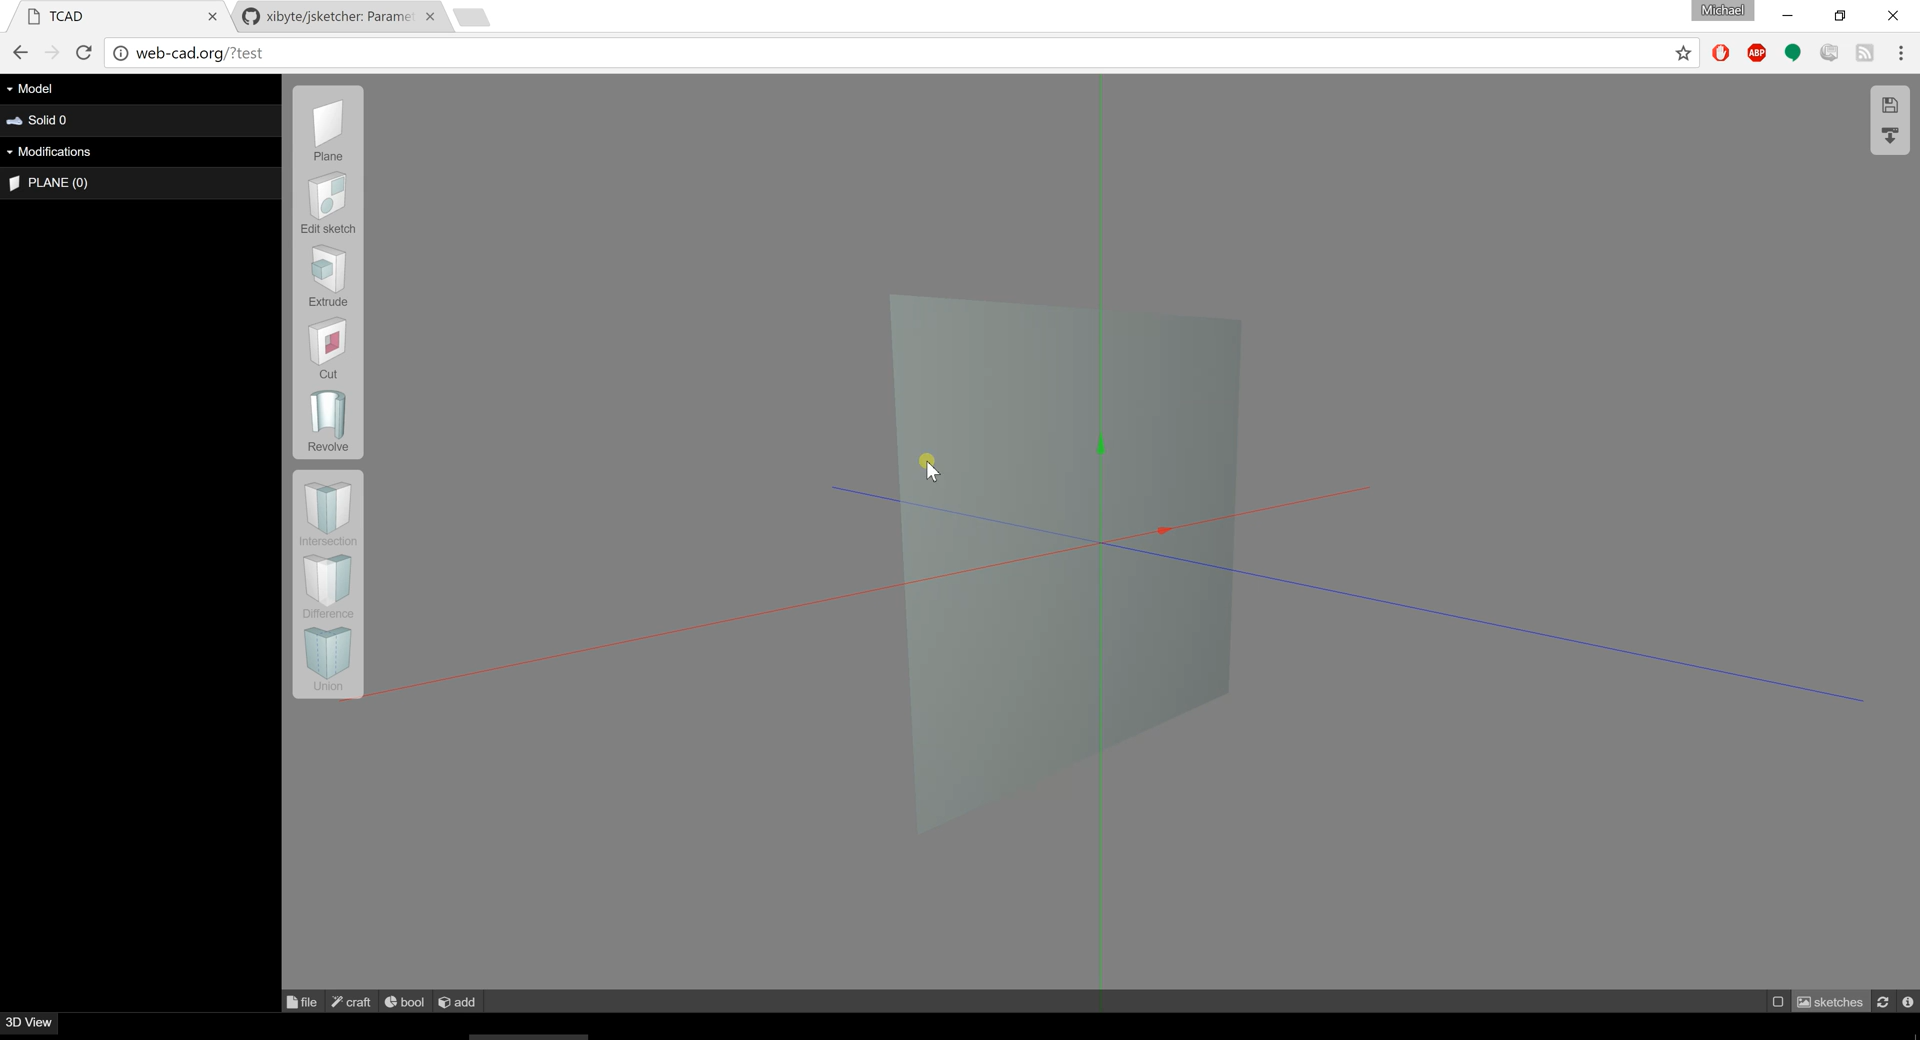 TCAD
xibyte/jsketcher: Paramet
Michael
web-cad.org/?test
ABP
Model
Solid 0
Modifications
PLANE (0)
Plane
Edit sketch
Extrude
Cut
Revolve
Intersection
Difference
Union
file
craft
bool
add
sketches
3D View